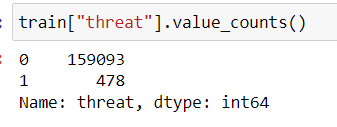 train["threat"].value_counts()
0    159093
1       478
Name: threat, dtype: int64